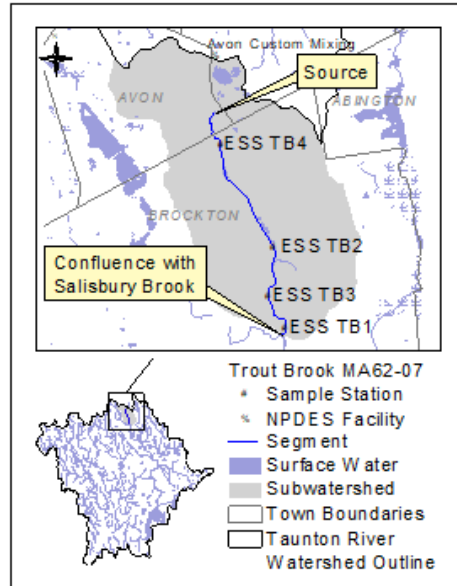 Avon Custom Mixing
Source
AVON
ABINGTON
ESS TB4
BROCKTON
ESS TB2
Confluence with
Salisbury Brook
ESS TB3
ESS TB1
Trout Brook MA62-07
Sample Station
NPDES Facility
Segment
Surface Water
Subwatershed
Town Boundaries
Taunton River
Watershed Outline